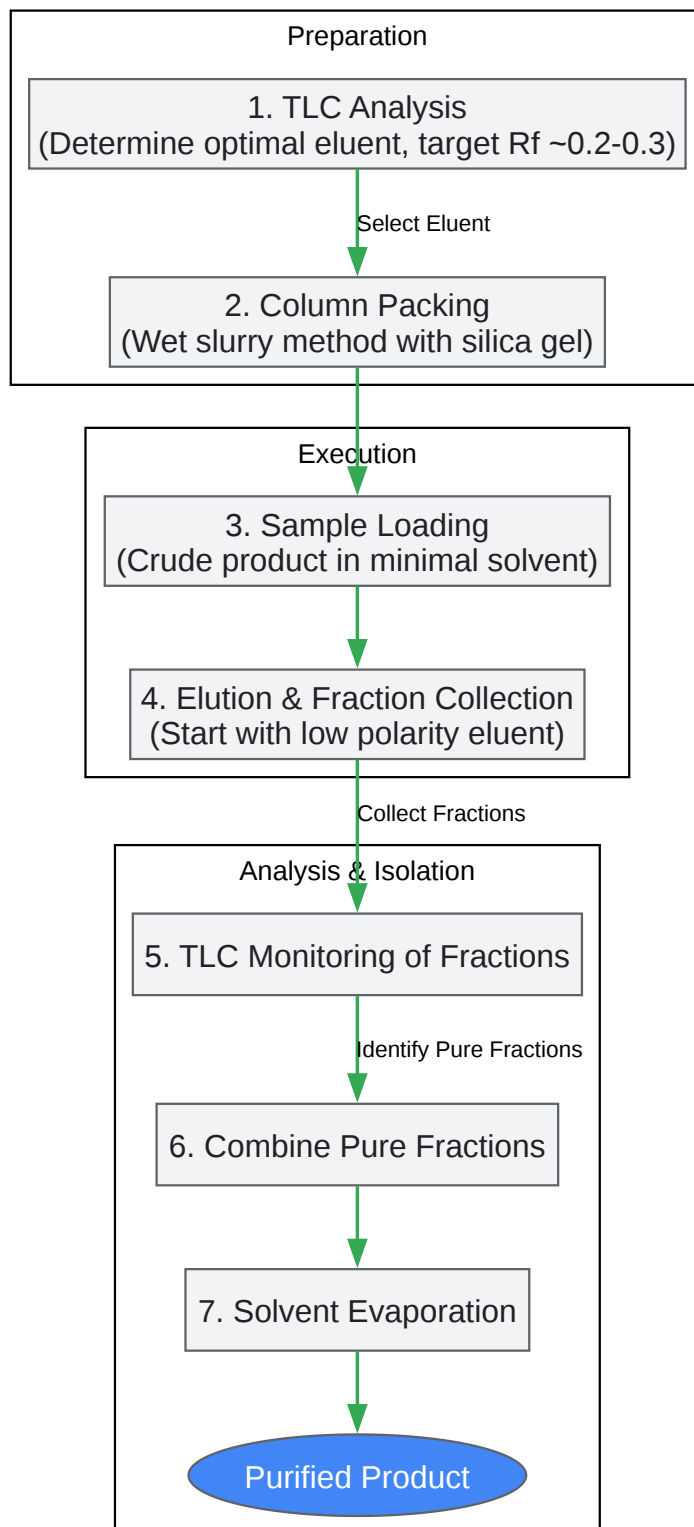 Preparation
1. TLC Analysis
(Determine optimal eluent, target Rf ~0.2-0.3)
Select Eluent
2. Column Packing
(Wet slurry method with silica gel)
Execution
3. Sample Loading
(Crude product in minimal solvent)
4. Elution & Fraction Collection
(Start with low polarity eluent)
Collect Fractions
Analysis & Isolation
5. TLC Monitoring of Fractions
Identify Pure Fractions
6. Combine Pure Fractions
7. Solvent Evaporation
Purified Product